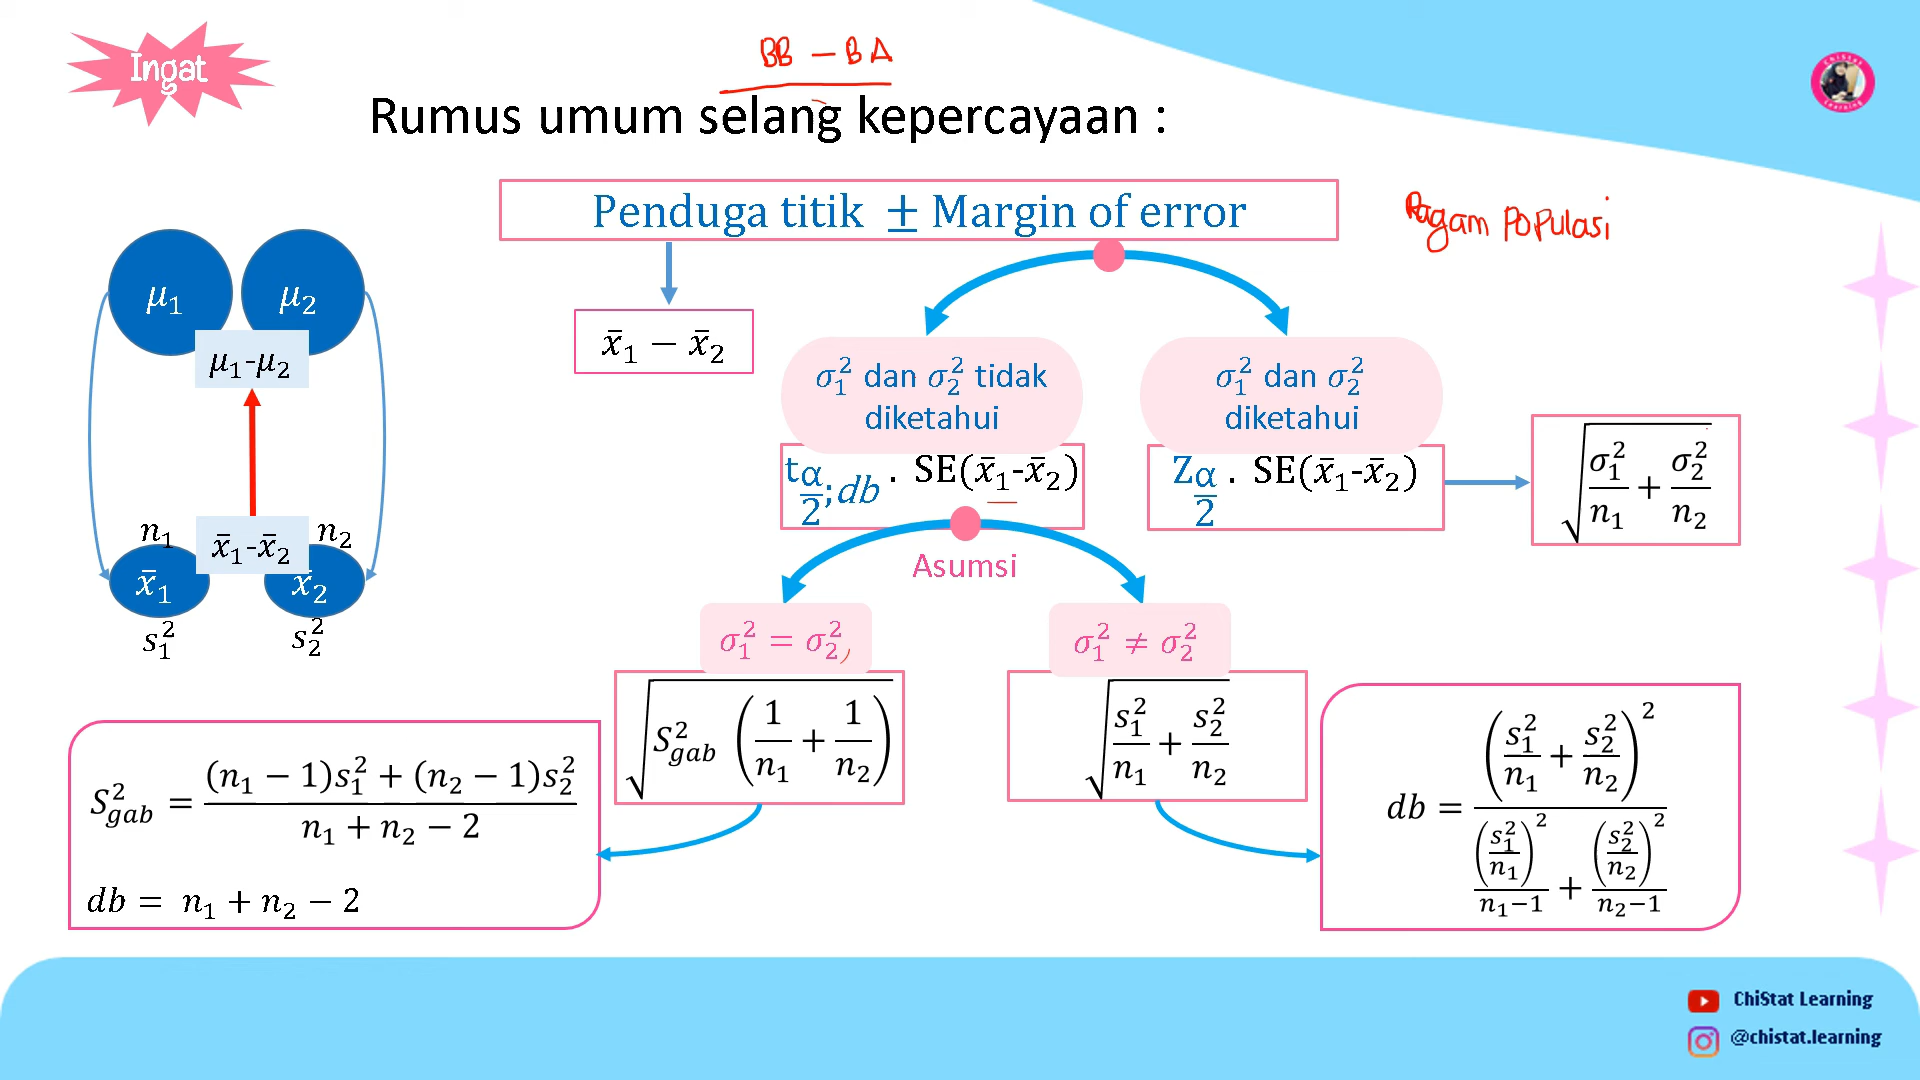 Ingat
BB - BA
Rumus umum selang kepercayaan :
Penduga titik ± Margin of error
Ragam Populasi
μ₁
μ₂
μ₁-μ₂
x̄₁ − x̄₂
σ₁² dan σ₂² tidak
diketahui
σ₁² dan σ₂²
diketahui
t_(α/2);db . SE(x̄₁-x̄₂)
Z_(α/2) . SE(x̄₁-x̄₂)
√(σ₁²/n₁ + σ₂²/n₂)
n₁
x̄₁-x̄₂
n₂
x̄₁
x̄₂
s₁²
s₂²
Asumsi
σ₁² = σ₂²
σ₁² ≠ σ₂²
√(S²gab (1/n₁ + 1/n₂))
√(s₁²/n₁ + s₂²/n₂)
S²gab = ((n₁ − 1)s₁² + (n₂ − 1)s₂²)/(n₁ + n₂ − 2)
db = n₁ + n₂ − 2
db = (s₁²/n₁ + s₂²/n₂)² / ((s₁²/n₁)²/(n₁−1) + (s₂²/n₂)²/(n₂−1))
ChiStat Learning
@chistat.learning